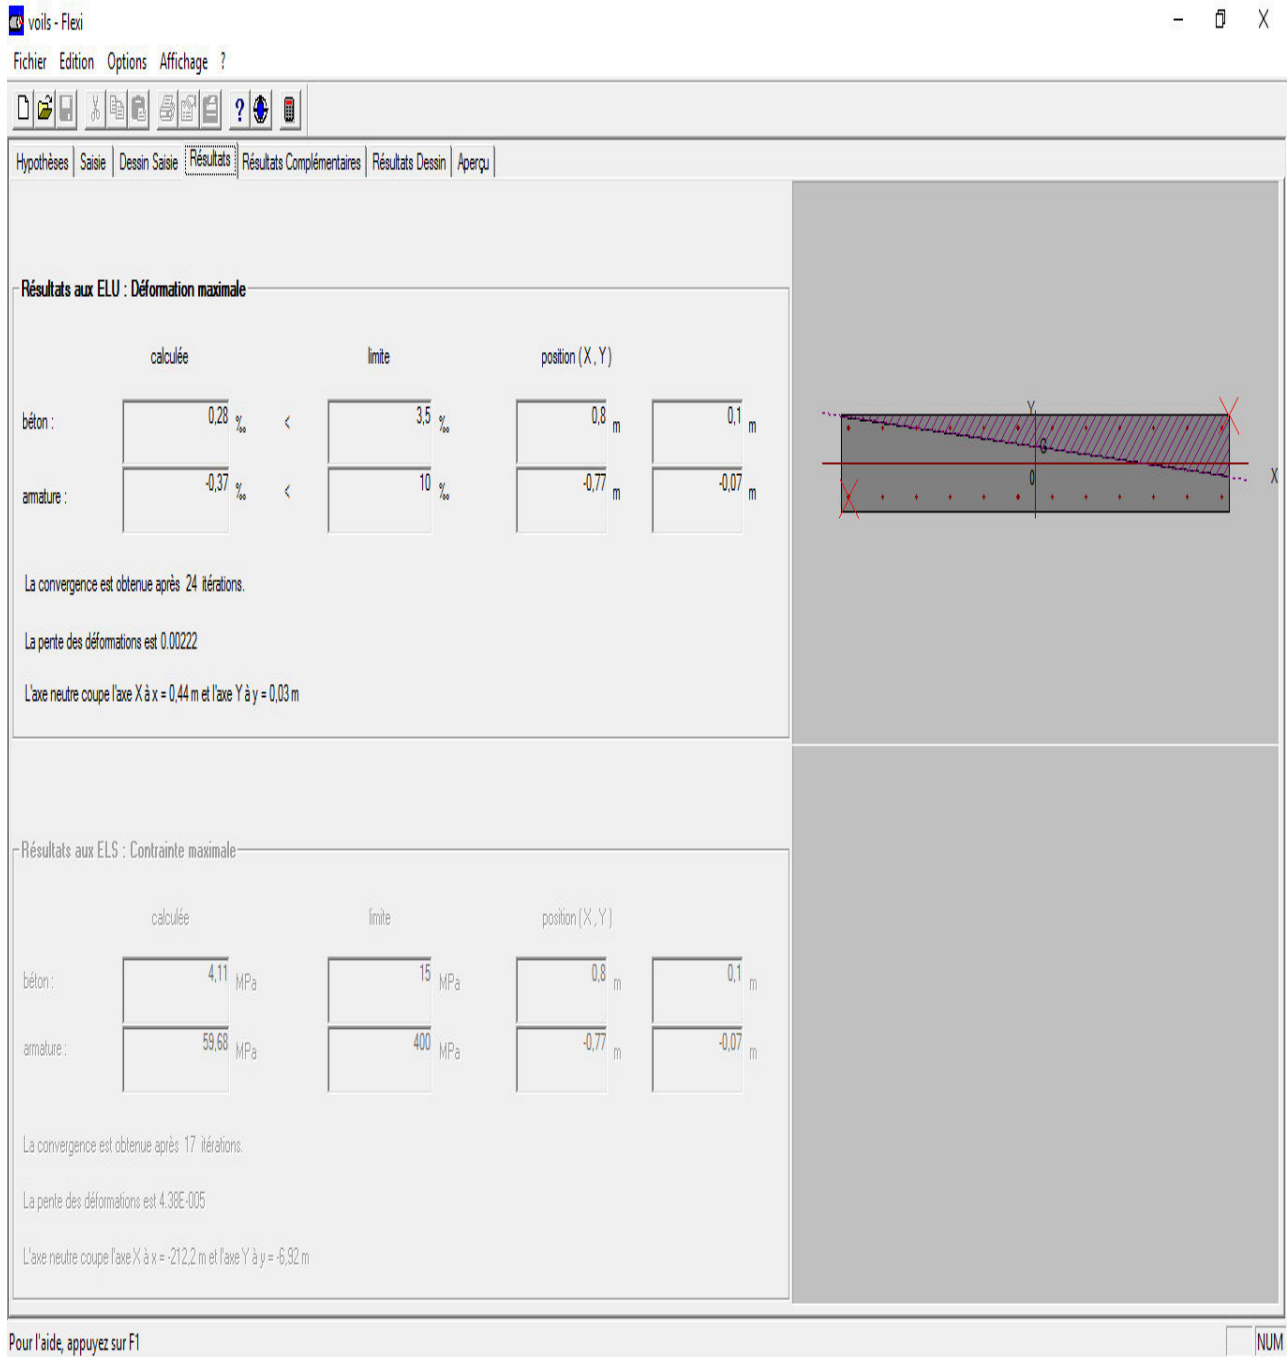 voils - Flexi
Fichier Edition Options Affichage ?
Hypothèses Saisie Dessin Saisie Résultats Résultats Complémentaires Résultats Dessin Aperçu
Résultats aux ELU : Déformation maximale
calculée limite position ( X , Y )
béton : 0,28 ‰ < 3,5 ‰ 0,8 m 0,1 m
armature : -0,37 ‰ < 10 ‰ -0,77 m -0,07 m
La convergence est obtenue après 24 itérations.
La pente des déformations est 0.00222
L'axe neutre coupe l'axe X à x = 0,44 m et l'axe Y à y = 0,03 m
Y
G
0
X
Résultats aux ELS : Contrainte maximale
calculée limite position ( X , Y )
béton : 4,11 MPa 15 MPa 0,8 m 0,1 m
armature : 59,68 MPa 400 MPa -0,77 m -0,07 m
La convergence est obtenue après 17 itérations.
La pente des déformations est 4.38E-005
L'axe neutre coupe l'axe X à x = -212,2 m et l'axe Y à y = -6,92 m
Pour l'aide, appuyez sur F1
NUM